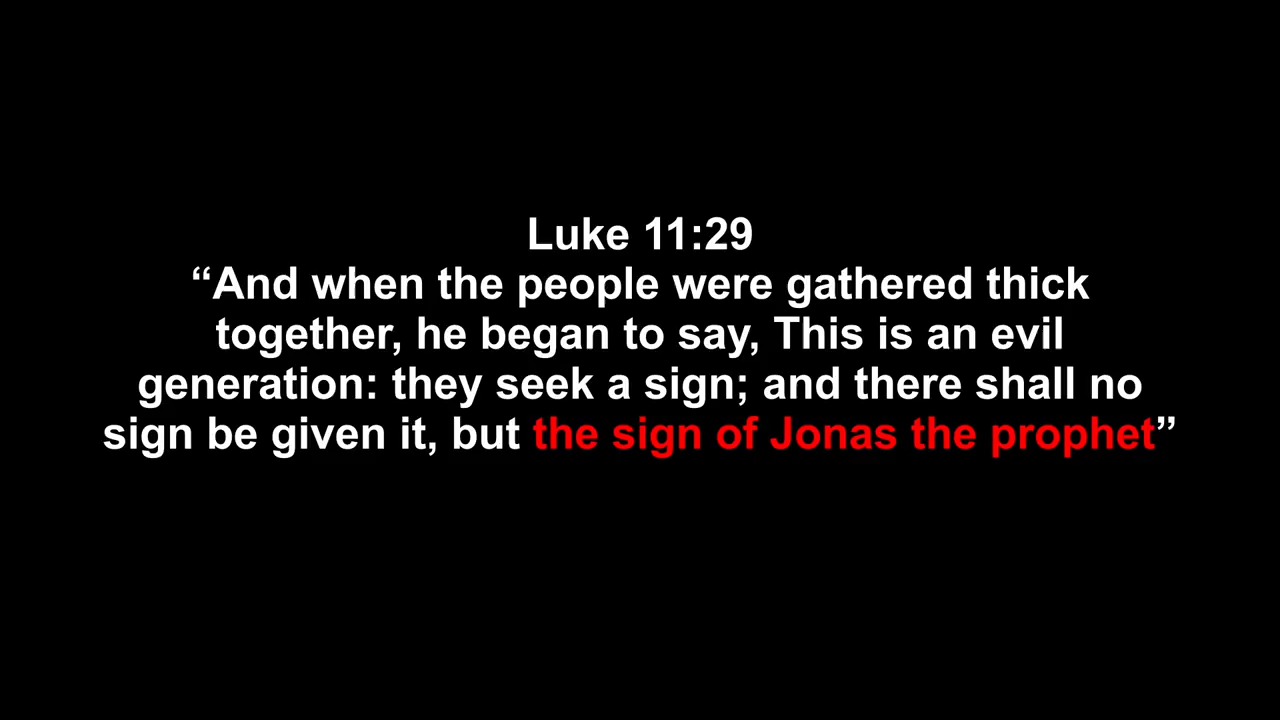 Luke 11:29
“And when the people were gathered thick
together, he began to say, This is an evil
generation: they seek a sign; and there shall no
sign be given it, but the sign of Jonas the prophet”